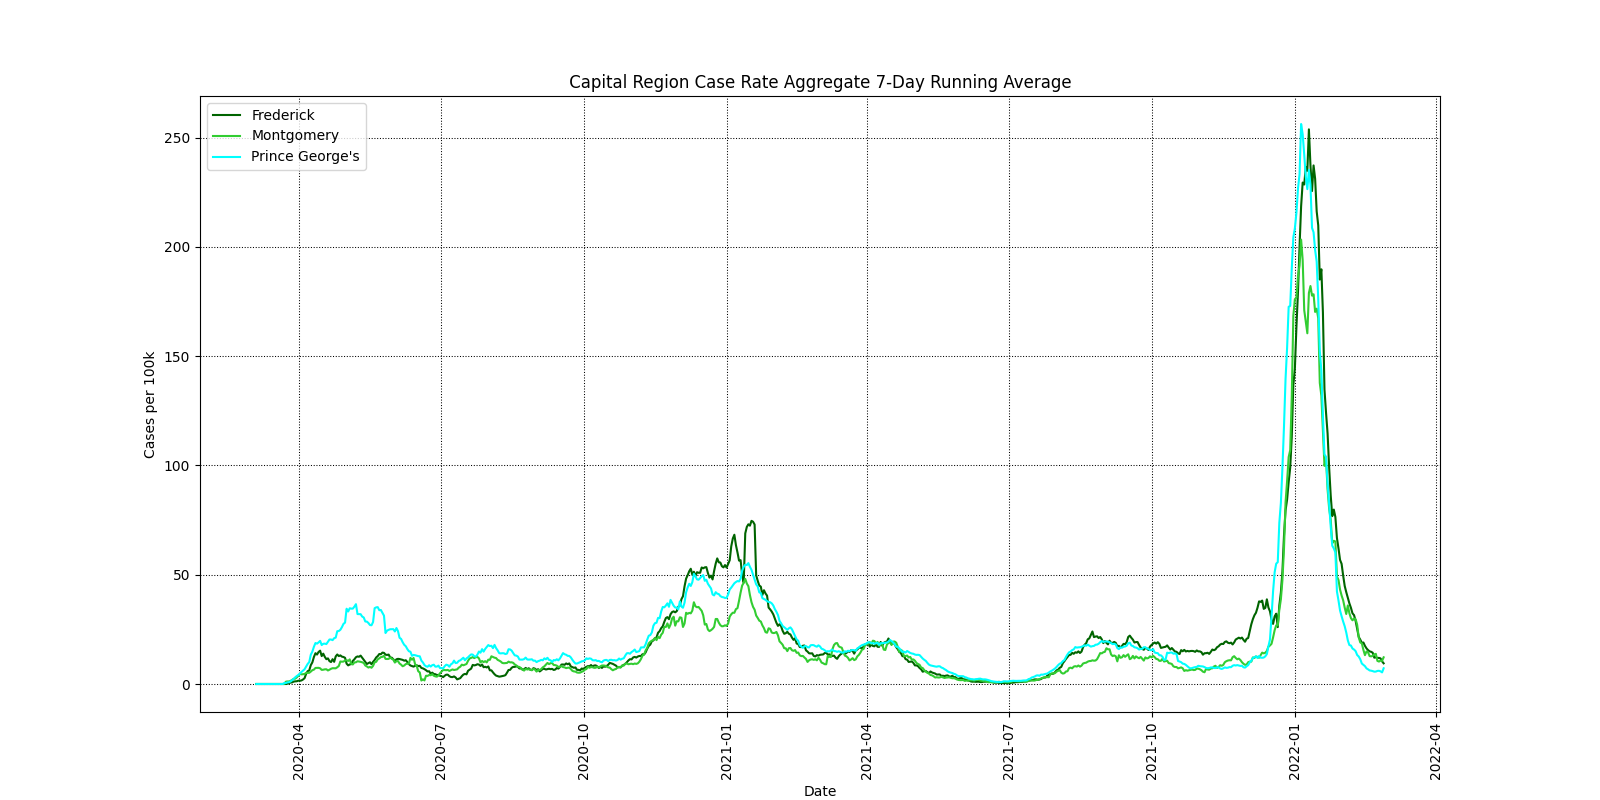 Capital Region Case Rate Aggregate 7-Day Running Average
Frederick
Montgomery
Prince George's
250
200
150
100
50
0
Cases per 100k
2020-04
2020-07
2020-10
2021-01
2021-04
2021-07
2021-10
2022-01
2022-04
Date